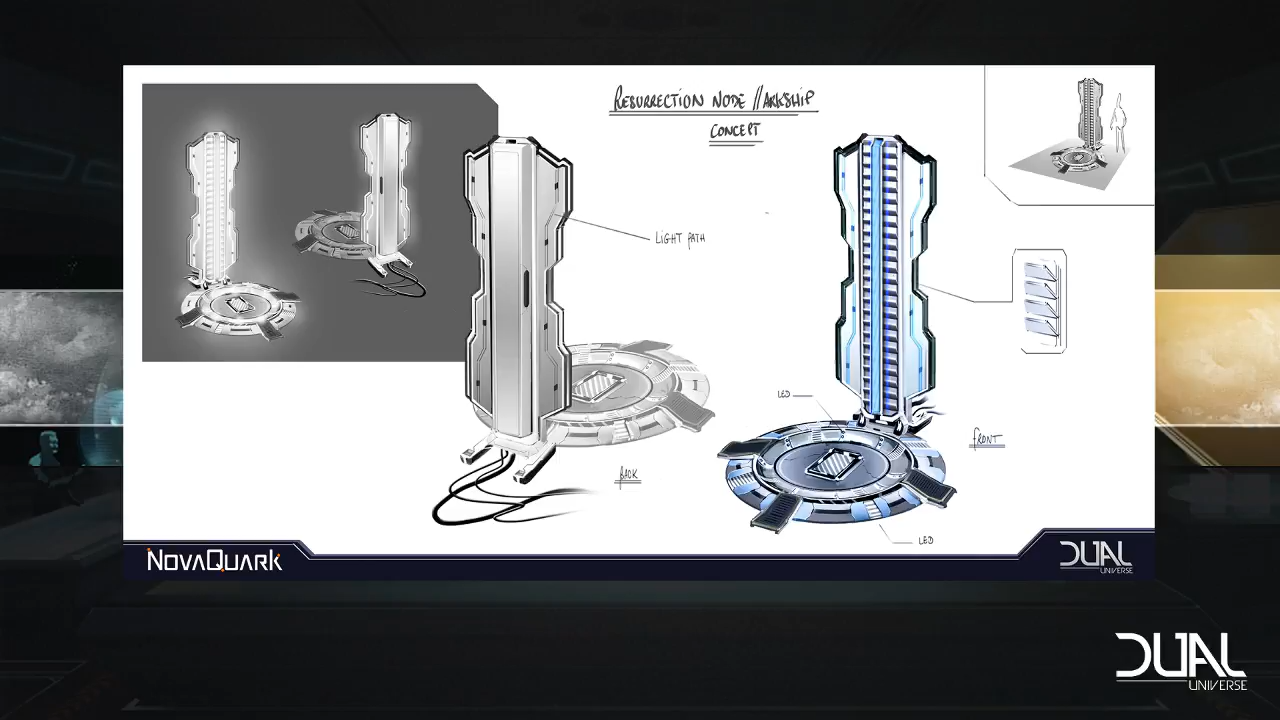 RESURRECTION NODE // ARKSHIP
CONCEPT
LIGHT PATH
LED
FRONT
BACK
LED
NOVAQUARK
DUAL
UNIVERSE
DUAL
UNIVERSE